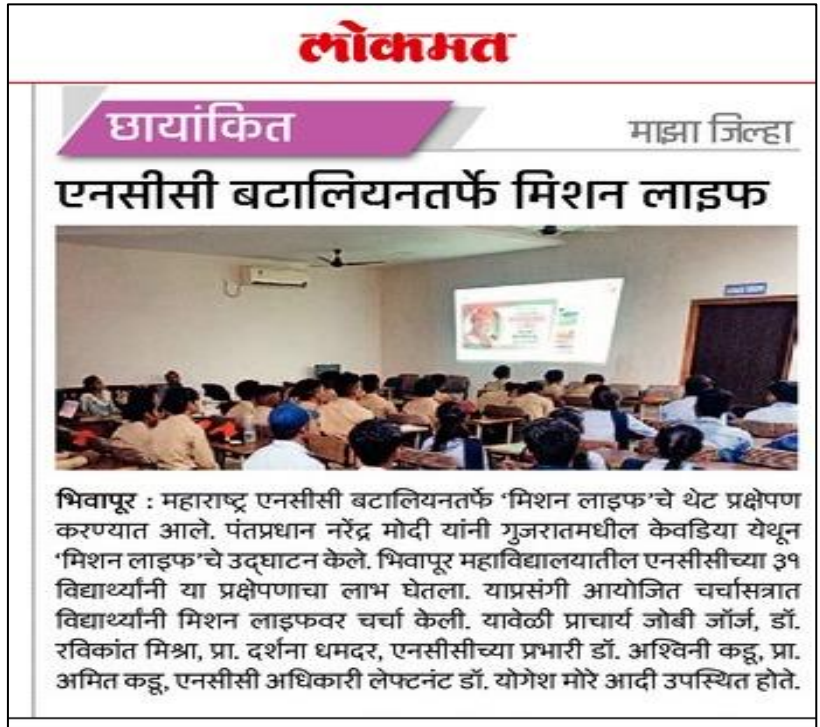 लोकमत
छायांकित
माझा जिल्हा
एनसीसी बटालियनतर्फे मिशन लाइफ
भिवापूर : महाराष्ट्र एनसीसी बटालियनतर्फे ‘मिशन लाइफ’चे थेट प्रक्षेपण
करण्यात आले. पंतप्रधान नरेंद्र मोदी यांनी गुजरातमधील केवडिया येथून
‘मिशन लाइफ’चे उद्‌घाटन केले. भिवापूर महाविद्यालयातील एनसीसीच्या ३१
विद्यार्थ्यांनी या प्रक्षेपणाचा लाभ घेतला. याप्रसंगी आयोजित चर्चासत्रात
विद्यार्थ्यांनी मिशन लाइफवर चर्चा केली. यावेळी प्राचार्य जोबी जॉर्ज, डॉ.
रविकांत मिश्रा, प्रा. दर्शना धमदर, एनसीसीच्या प्रभारी डॉ. अश्विनी कडू, प्रा.
अमित कडू, एनसीसी अधिकारी लेफ्टनंट डॉ. योगेश मोरे आदी उपस्थित होते.